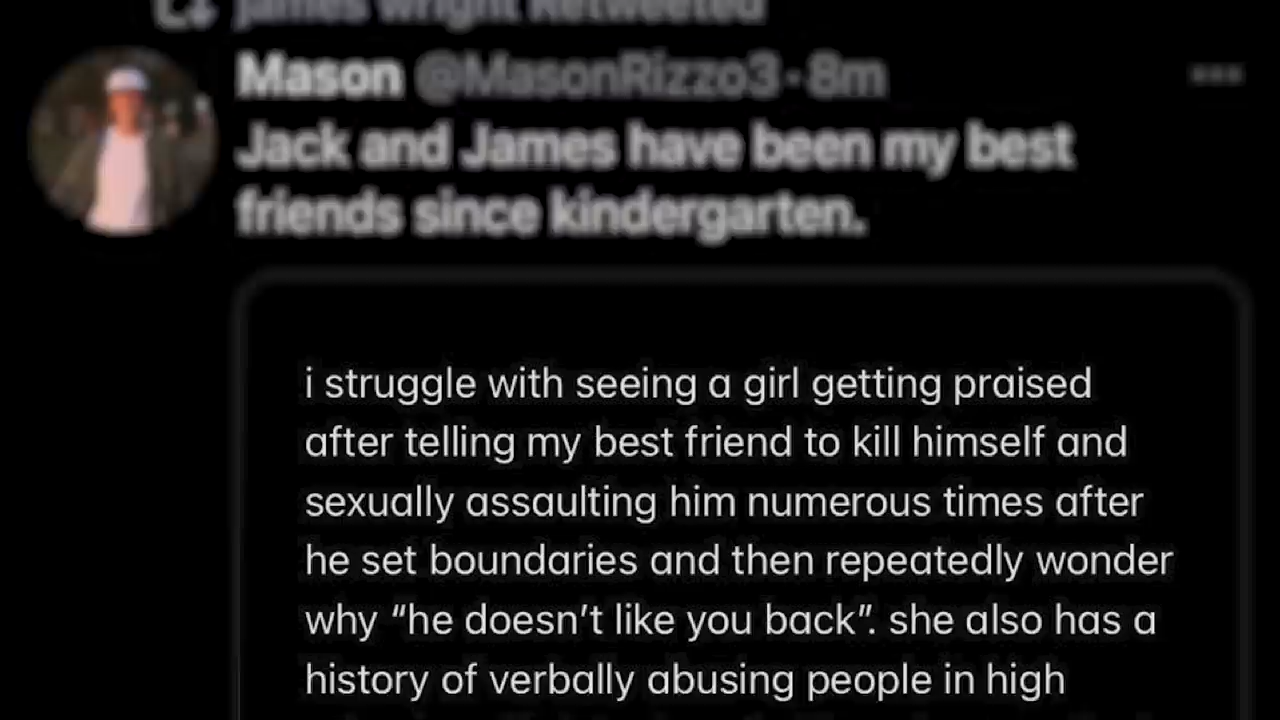 james wright Retweeted
Mason @MasonRizzo3 · 8m
Jack and James have been my best
friends since kindergarten.
i struggle with seeing a girl getting praised
after telling my best friend to kill himself and
sexually assaulting him numerous times after
he set boundaries and then repeatedly wonder
why “he doesn’t like you back”. she also has a
history of verbally abusing people in high